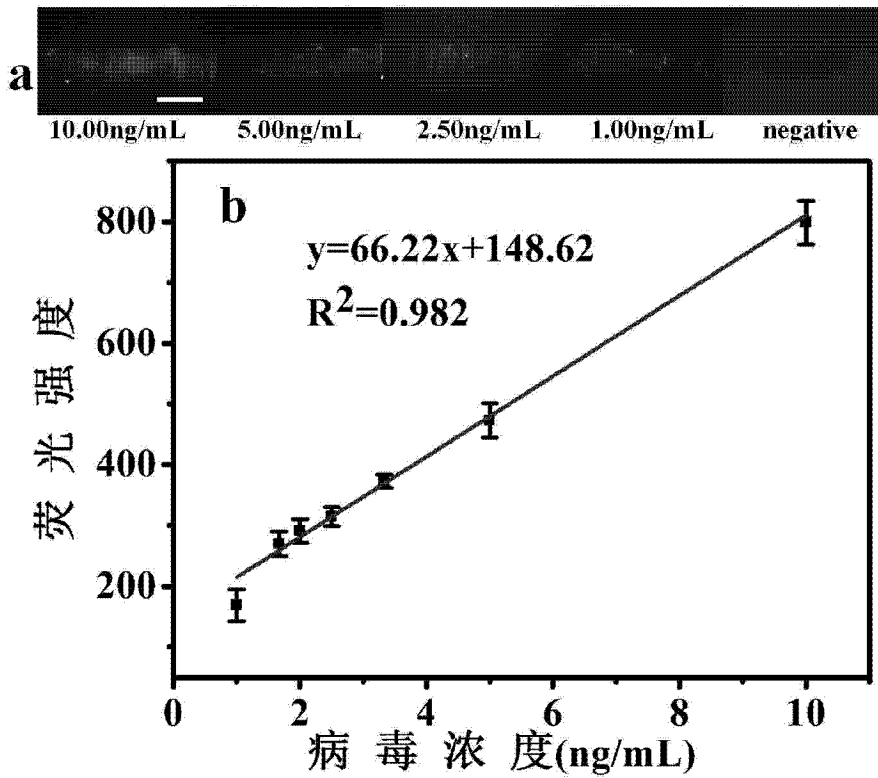 a
10.00ng/mL 5.00ng/mL 2.50ng/mL 1.00ng/mL negative
b
y=66.22x+148.62
R²=0.982
荧光强度
800
600
400
200
0 2 4 6 8 10
病毒浓度(ng/mL)